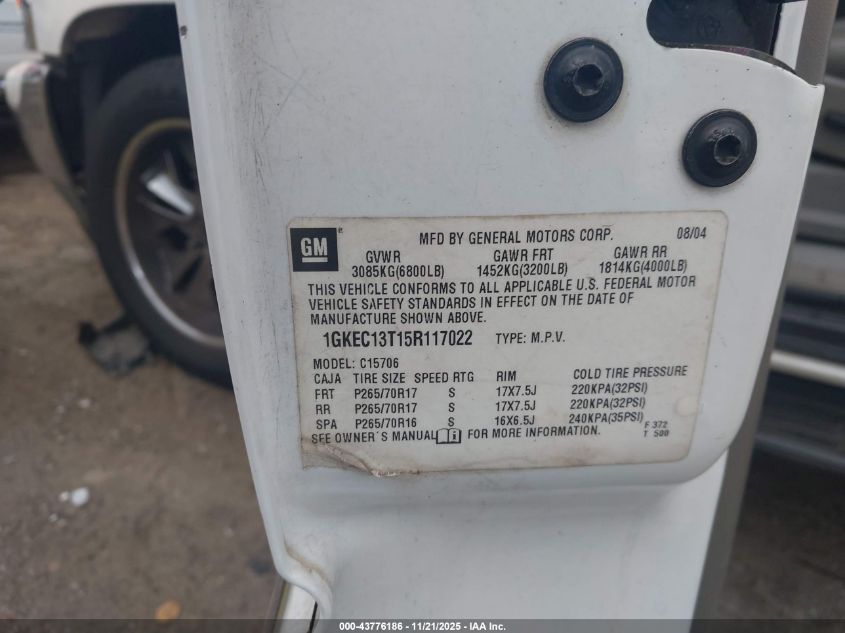 GM
MFD BY GENERAL MOTORS CORP. 08/04
GVWR GAWR FRT GAWR RR
3085KG(6800LB) 1452KG(3200LB) 1814KG(4000LB)
THIS VEHICLE CONFORMS TO ALL APPLICABLE U.S. FEDERAL MOTOR
VEHICLE SAFETY STANDARDS IN EFFECT ON THE DATE OF
MANUFACTURE SHOWN ABOVE.
1GKEC13T15R117022 TYPE: M.P.V.
MODEL: C15706
CAJA TIRE SIZE SPEED RTG RIM COLD TIRE PRESSURE
FRT P265/70R17 S 17X7.5J 220KPA(32PSI)
RR P265/70R17 S 17X7.5J 220KPA(32PSI)
SPA P265/70R16 S 16X6.5J 240KPA(35PSI)
SEE OWNER'S MANUAL FOR MORE INFORMATION.
F 372
T 500
000-43776186 - 11/21/2025 - IAA Inc.